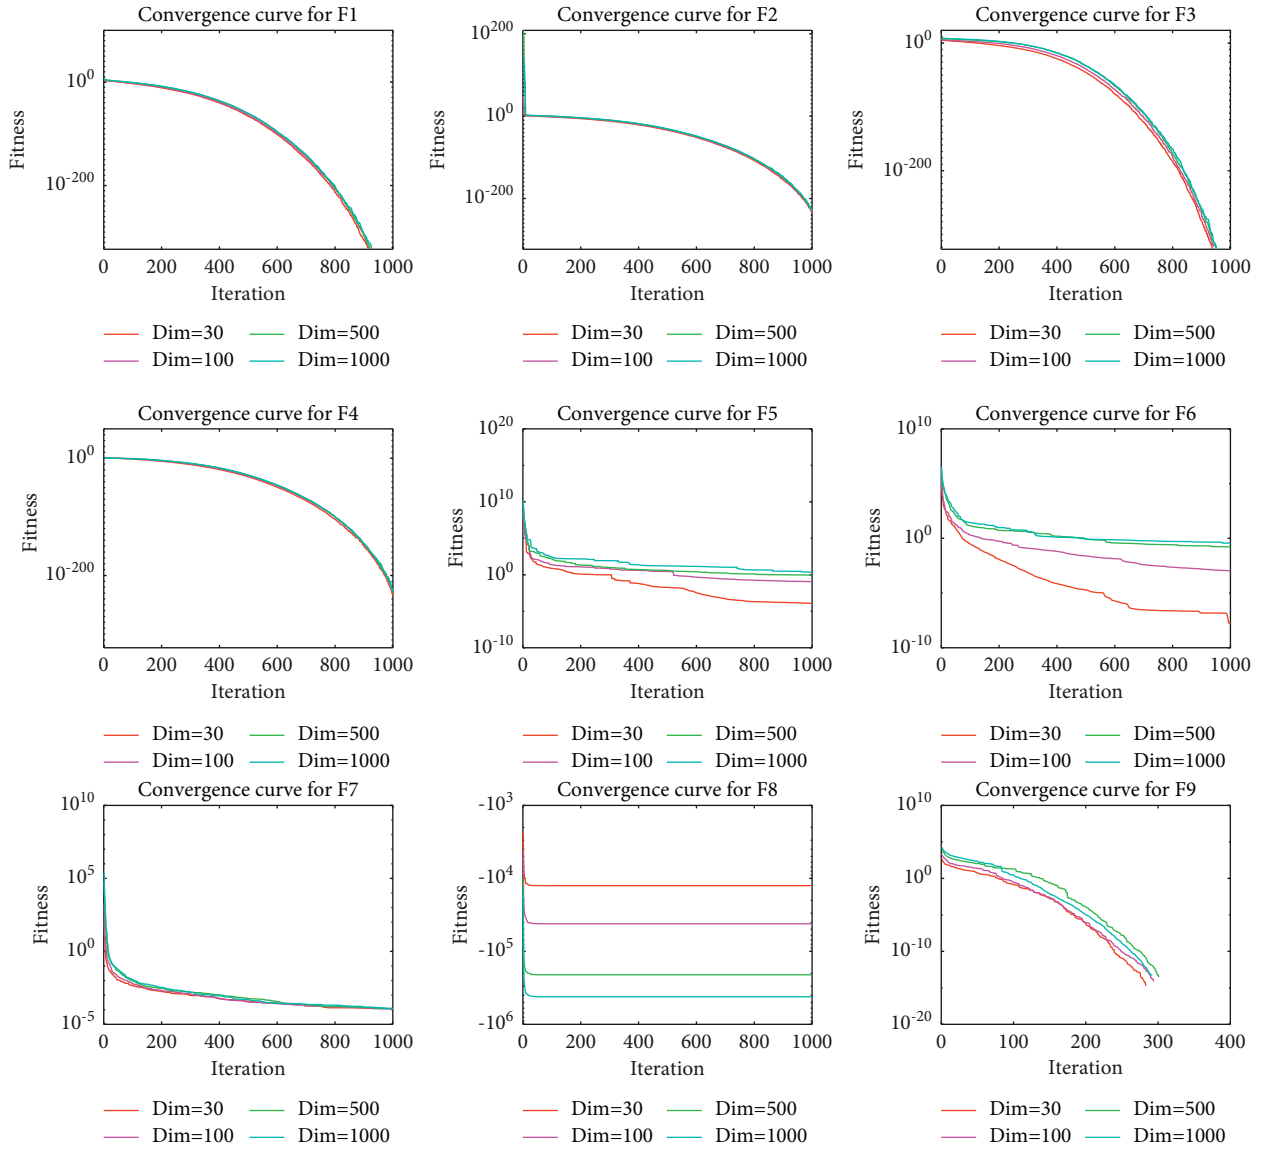 Convergence curve for F1
10^0
10^-200
Fitness
0 200 400 600 800 1000
Iteration
Dim=30 Dim=500
Dim=100 Dim=1000
Convergence curve for F2
10^200
10^0
10^-200
Fitness
0 200 400 600 800 1000
Iteration
Dim=30 Dim=500
Dim=100 Dim=1000
Convergence curve for F3
10^0
10^-200
Fitness
0 200 400 600 800 1000
Iteration
Dim=30 Dim=500
Dim=100 Dim=1000
Convergence curve for F4
10^0
10^-200
Fitness
0 200 400 600 800 1000
Iteration
Dim=30 Dim=500
Dim=100 Dim=1000
Convergence curve for F5
10^20
10^10
10^0
10^-10
Fitness
0 200 400 600 800 1000
Iteration
Dim=30 Dim=500
Dim=100 Dim=1000
Convergence curve for F6
10^10
10^0
10^-10
Fitness
0 200 400 600 800 1000
Iteration
Dim=30 Dim=500
Dim=100 Dim=1000
Convergence curve for F7
10^10
10^5
10^0
10^-5
Fitness
0 200 400 600 800 1000
Iteration
Dim=30 Dim=500
Dim=100 Dim=1000
Convergence curve for F8
-10^3
-10^4
-10^5
-10^6
Fitness
0 200 400 600 800 1000
Iteration
Dim=30 Dim=500
Dim=100 Dim=1000
Convergence curve for F9
10^10
10^0
10^-10
10^-20
Fitness
0 100 200 300 400
Iteration
Dim=30 Dim=500
Dim=100 Dim=1000